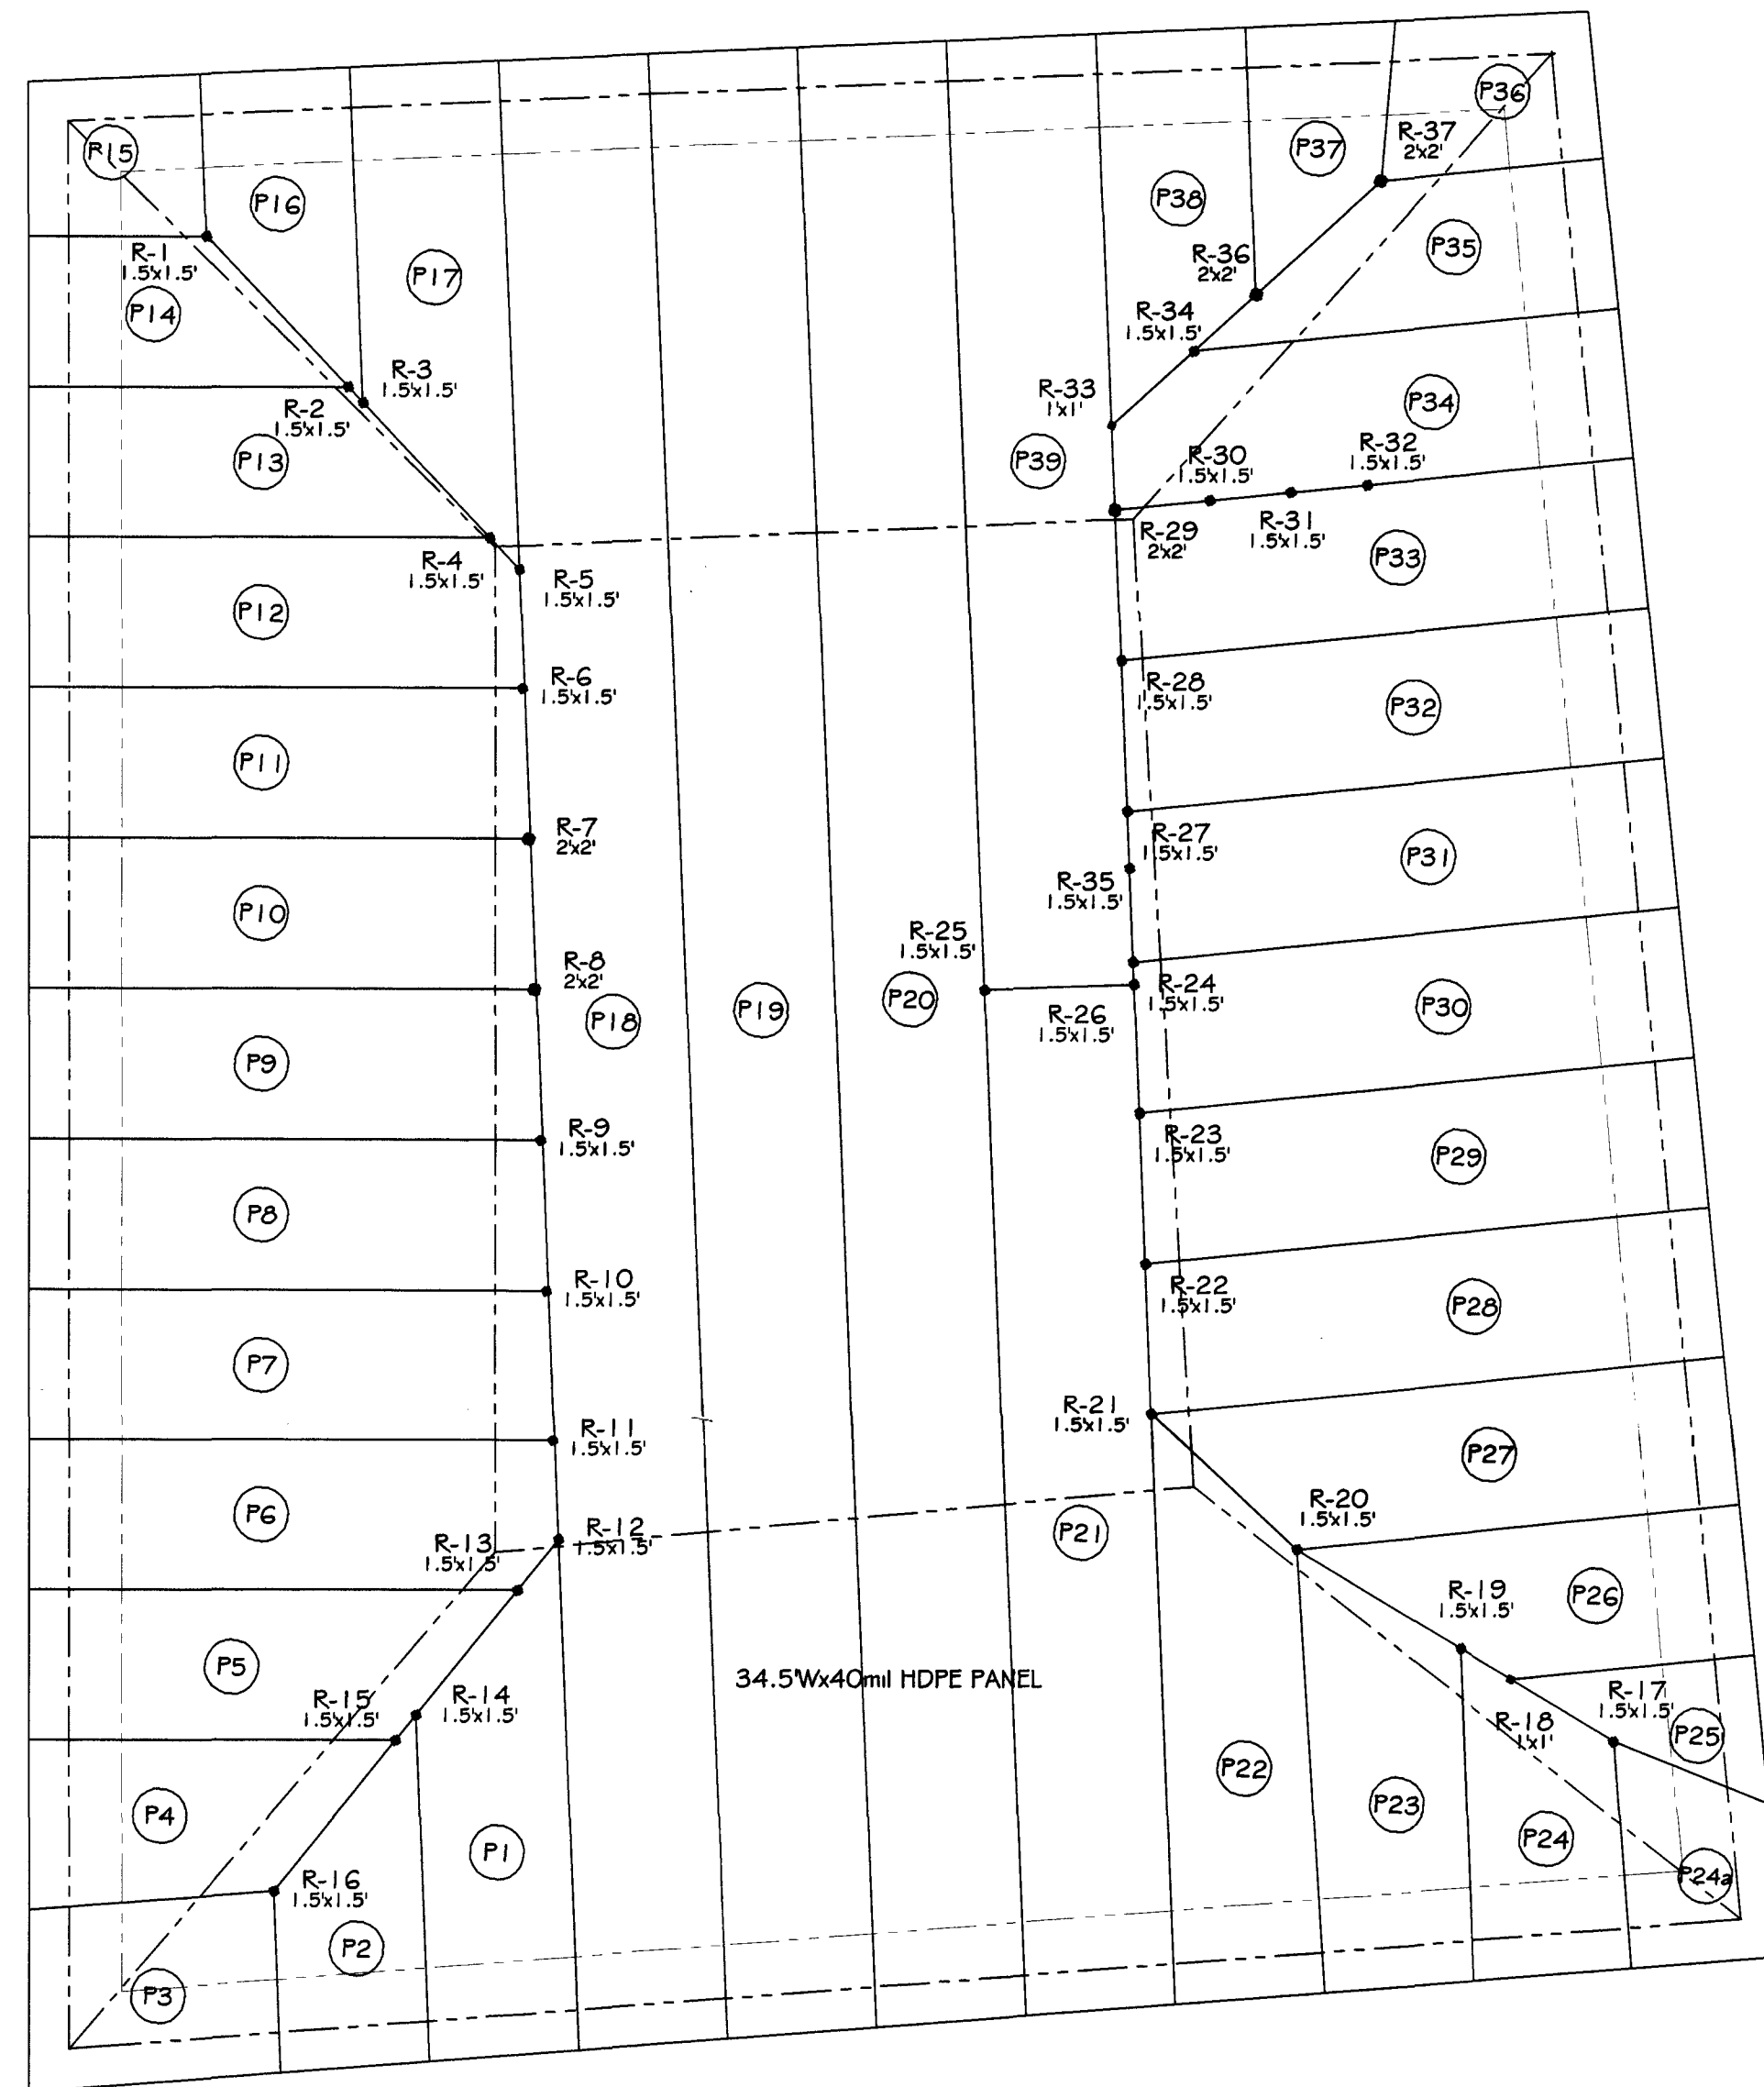 P36
R-37
2'x2'
P37
R15
P38
P16
P35
R-36
2'x2'
R-1
1.5'x1.5'
P17
P14
R-34
1.5'x1.5'
R-3
1.5'x1.5'
R-33
1'x1'
P34
R-2
1.5'x1.5'
P13
P39
R-30
1.5'x1.5'
R-32
1.5'x1.5'
R-31
1.5'x1.5'
R-29
2'x2'
P33
R-4
1.5'x1.5'
R-5
1.5'x1.5'
P12
R-6
1.5'x1.5'
R-28
1.5'x1.5'
P32
P11
R-7
2'x2'
R-27
1.5'x1.5'
P31
R-35
1.5'x1.5'
P10
R-25
1.5'x1.5'
R-8
2'x2'
R-24
1.5'x1.5'
P18
P19
P20
R-26
1.5'x1.5'
P30
P9
R-9
1.5'x1.5'
R-23
1.5'x1.5'
P29
P8
R-10
1.5'x1.5'
R-22
1.5'x1.5'
P28
P7
R-21
1.5'x1.5'
R-11
1.5'x1.5'
P27
P6
R-20
1.5'x1.5'
R-13
1.5'x1.5'
R-12
1.5'x1.5'
P21
R-19
1.5'x1.5'
P26
P5
34.5'Wx40mil HDPE PANEL
R-15
1.5'x1.5'
R-14
1.5'x1.5'
R-17
1.5'x1.5'
R-18
1'x1'
P25
P22
P4
P23
P1
P24
P24a
R-16
1.5'x1.5'
P2
P3